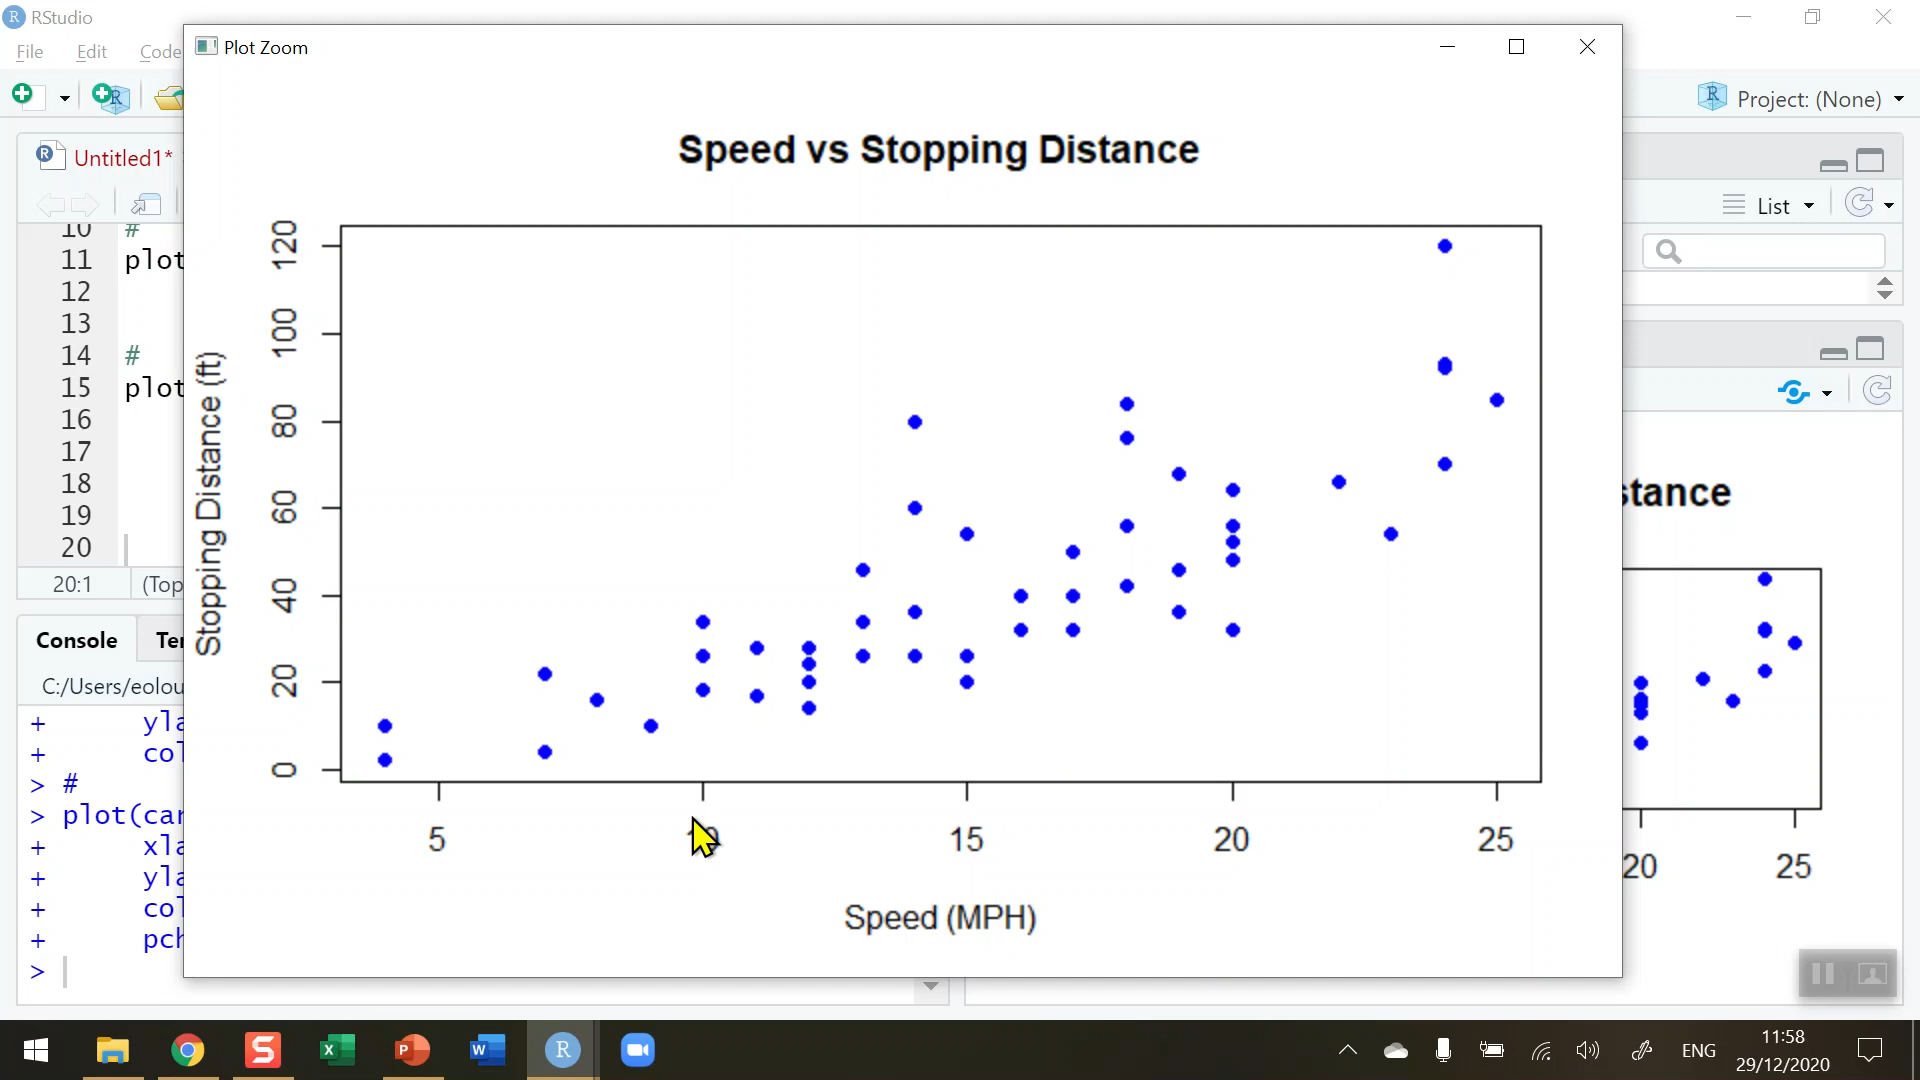 RStudio
File Edit Code
Plot Zoom
Project: (None)
Untitled1*
List
10 #
11 plot
12
13
14 #
15 plot
16
17
18
19
20
20:1 (Top
Console Ter
C:/Users/eolou
+ yla
+ col
> #
> plot(car
+ xla
+ yla
+ col
+ pch
>
Speed vs Stopping Distance
Stopping Distance (ft)
120
100
80
60
40
20
0
5 10 15 20 25
Speed (MPH)
stance
20 25
S
X
P
W
R
ENG
11:58
29/12/2020